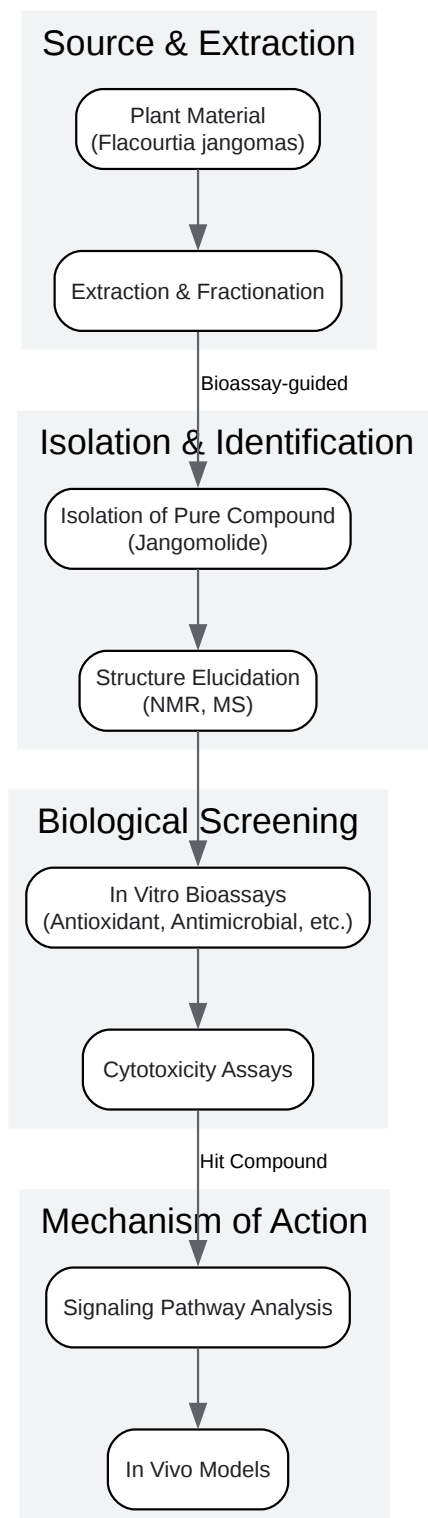 Source & Extraction
Plant Material
(Flacourtia jangomas)
Extraction & Fractionation
Bioassay-guided
Isolation & Identification
Isolation of Pure Compound
(Jangomolide)
Structure Elucidation
(NMR, MS)
Biological Screening
In Vitro Bioassays
(Antioxidant, Antimicrobial, etc.)
Cytotoxicity Assays
Hit Compound
Mechanism of Action
Signaling Pathway Analysis
In Vivo Models